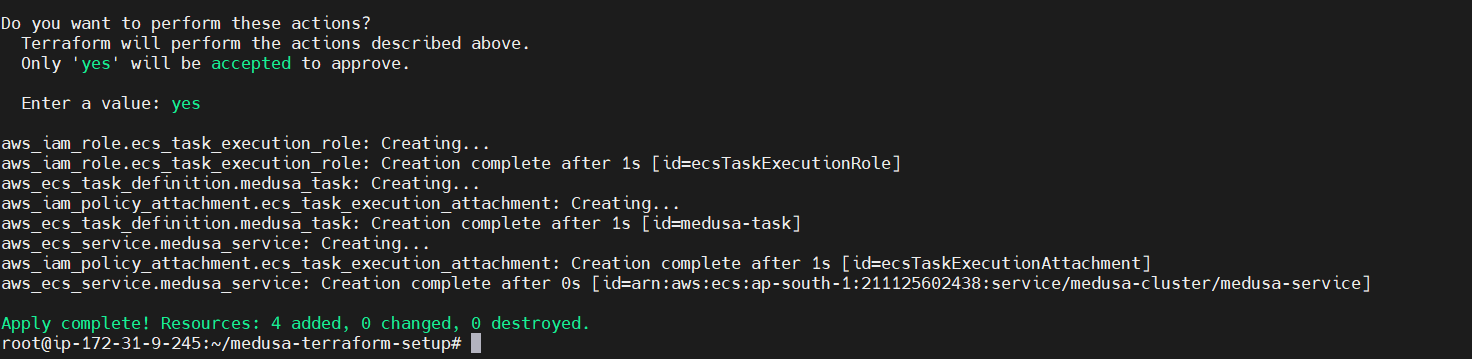 Do you want to perform these actions?
  Terraform will perform the actions described above.
  Only 'yes' will be accepted to approve.

  Enter a value: yes

aws_iam_role.ecs_task_execution_role: Creating...
aws_iam_role.ecs_task_execution_role: Creation complete after 1s [id=ecsTaskExecutionRole]
aws_ecs_task_definition.medusa_task: Creating...
aws_iam_policy_attachment.ecs_task_execution_attachment: Creating...
aws_ecs_task_definition.medusa_task: Creation complete after 1s [id=medusa-task]
aws_ecs_service.medusa_service: Creating...
aws_iam_policy_attachment.ecs_task_execution_attachment: Creation complete after 1s [id=ecsTaskExecutionAttachment]
aws_ecs_service.medusa_service: Creation complete after 0s [id=arn:aws:ecs:ap-south-1:211125602438:service/medusa-cluster/medusa-service]

Apply complete! Resources: 4 added, 0 changed, 0 destroyed.
root@ip-172-31-9-245:~/medusa-terraform-setup#